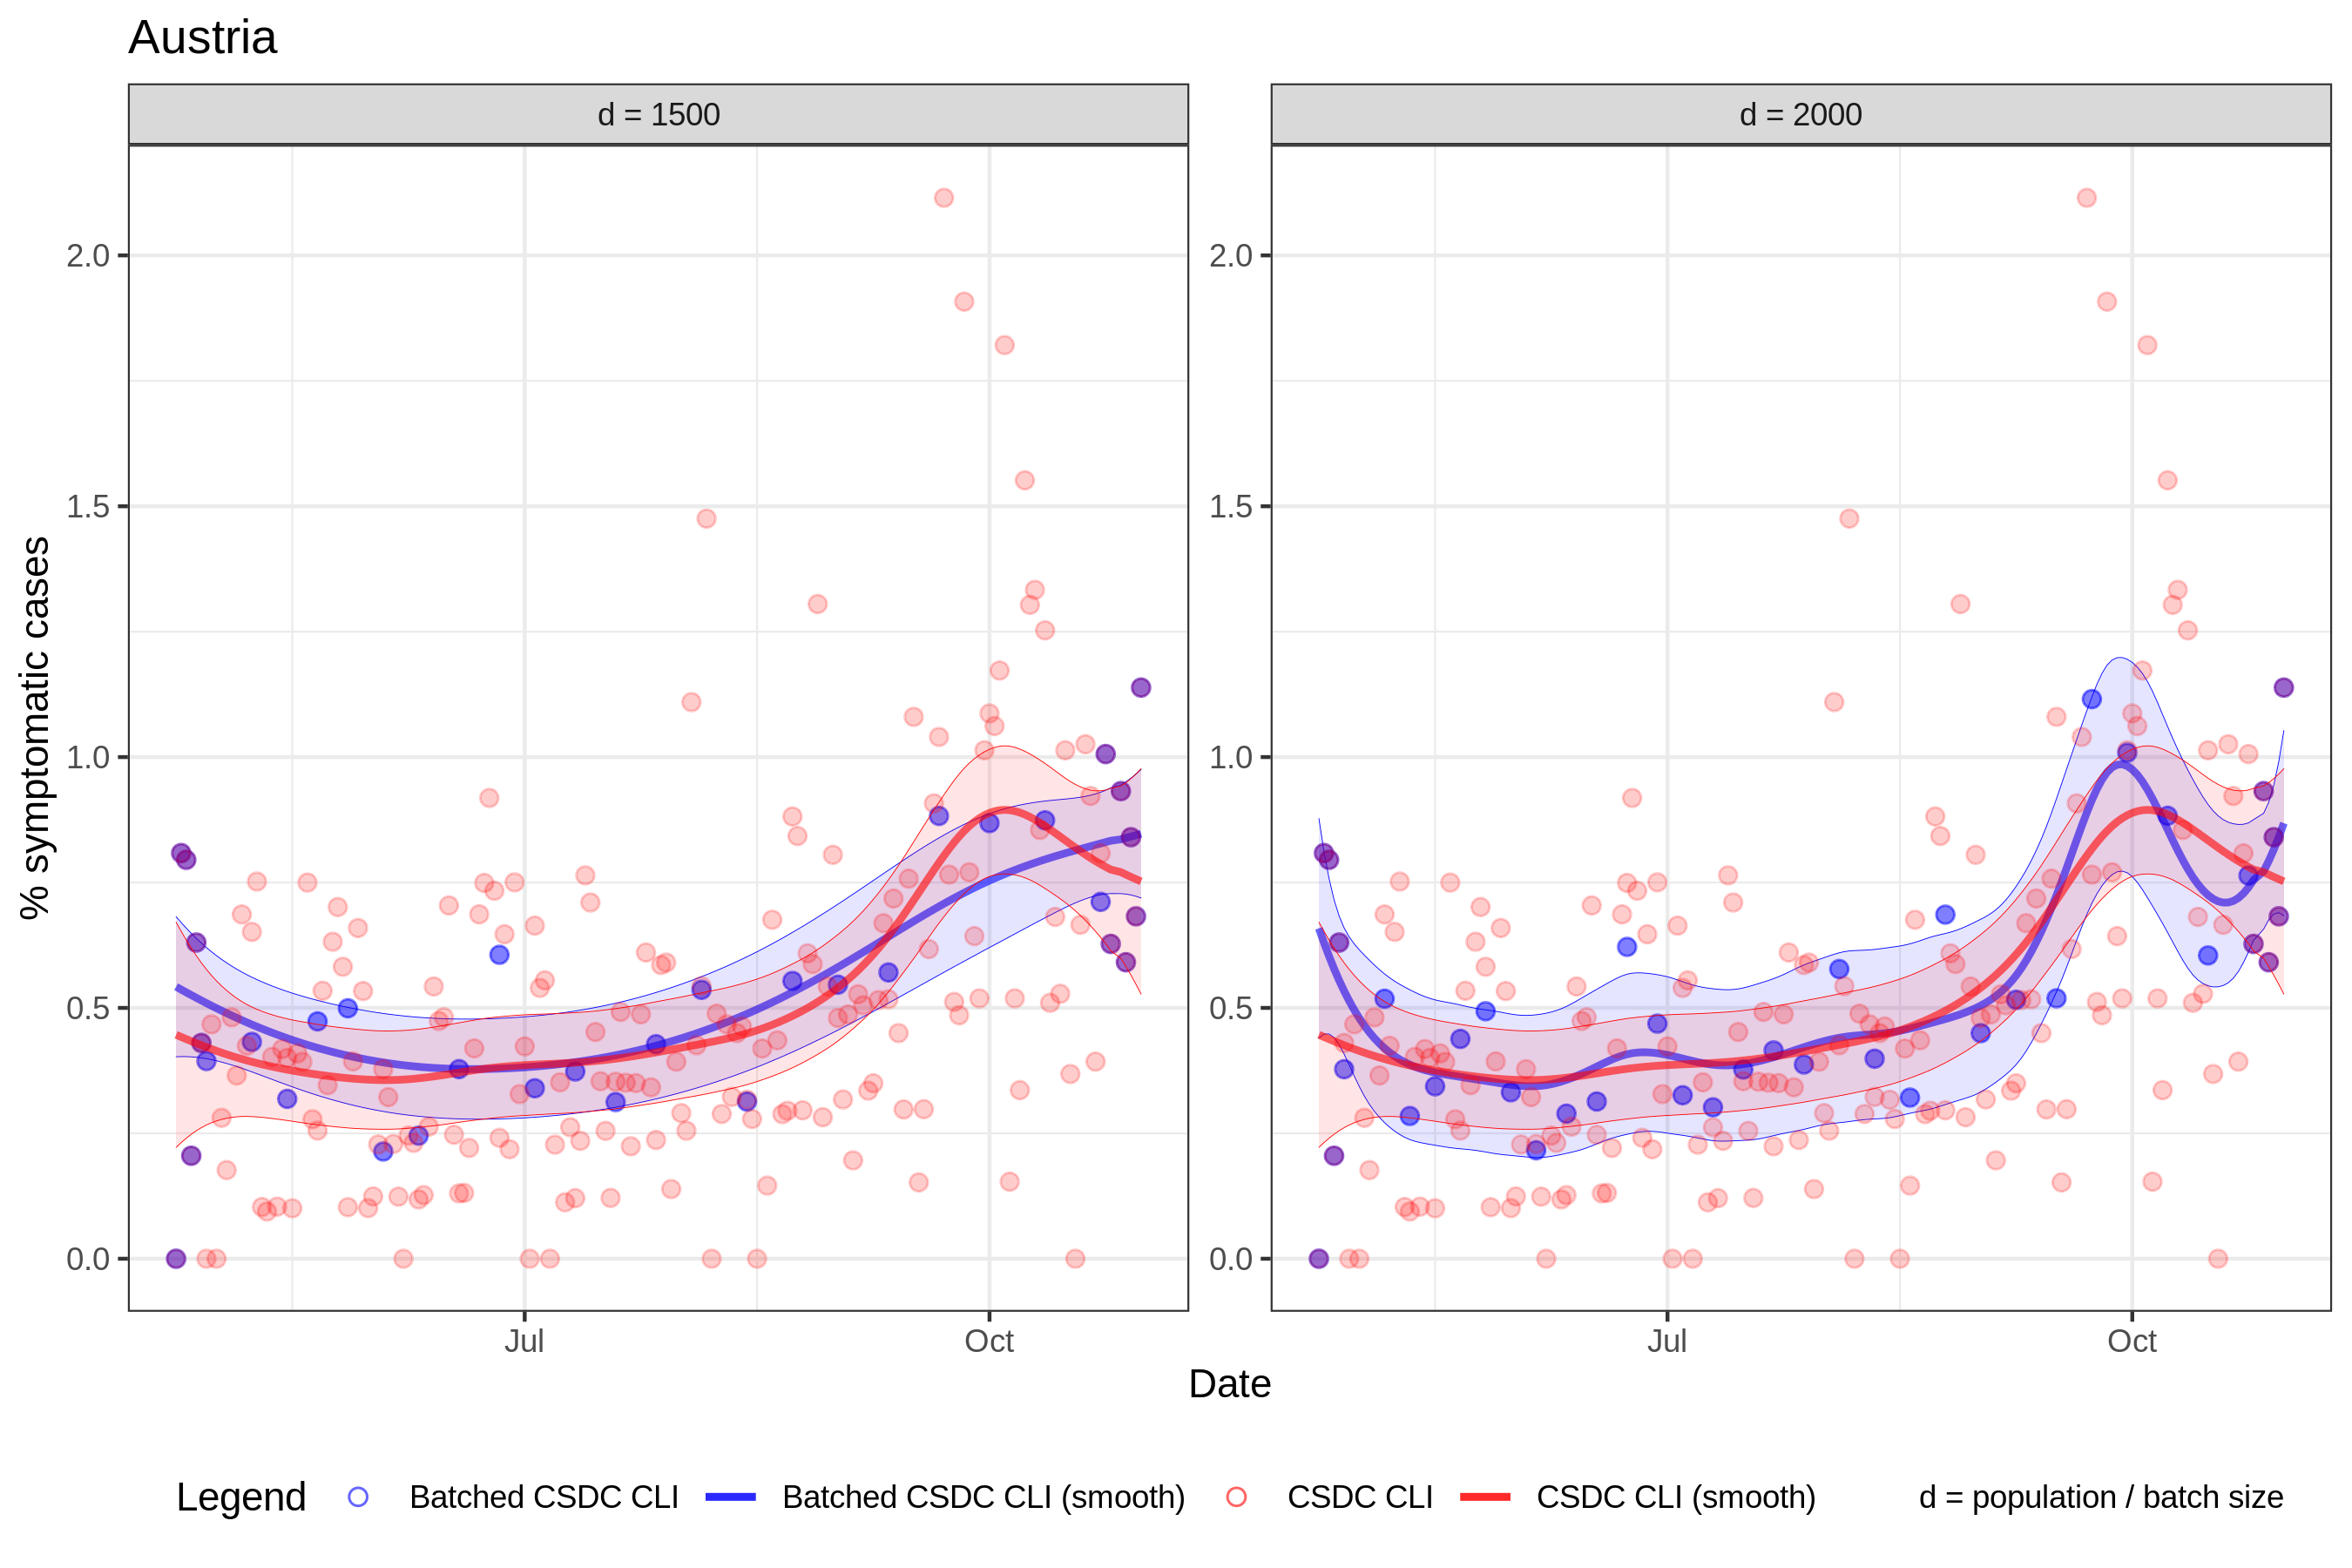 Austria
d = 1500
d = 2000
% symptomatic cases
2.0
1.5
1.0
0.5
0.0
2.0
1.5
1.0
0.5
0.0
Jul
Oct
Jul
Oct
Date
Legend
Batched CSDC CLI
Batched CSDC CLI (smooth)
CSDC CLI
CSDC CLI (smooth)
d = population / batch size